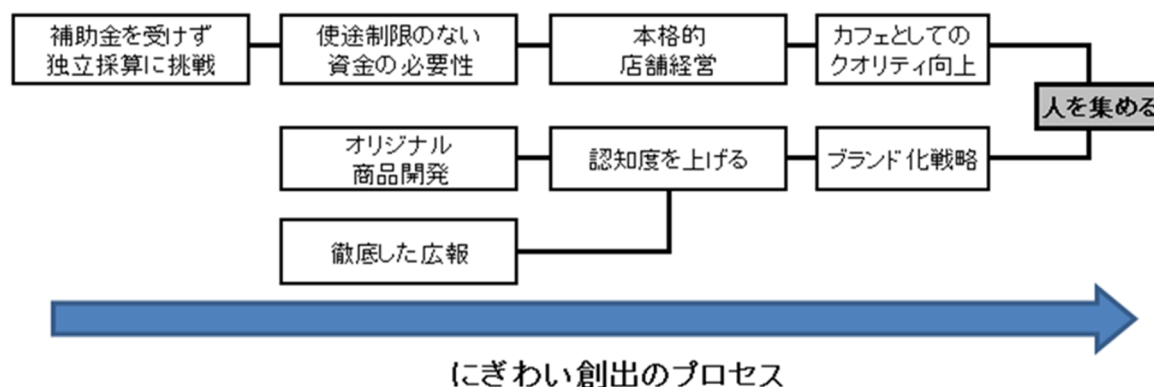 補助金を受けず
独立採算に挑戦
使途制限のない
資金の必要性
本格的
店舗経営
カフェとしての
クオリティ向上
人を集める
オリジナル
商品開発
認知度を上げる
ブランド化戦略
徹底した広報
にぎわい創出のプロセス